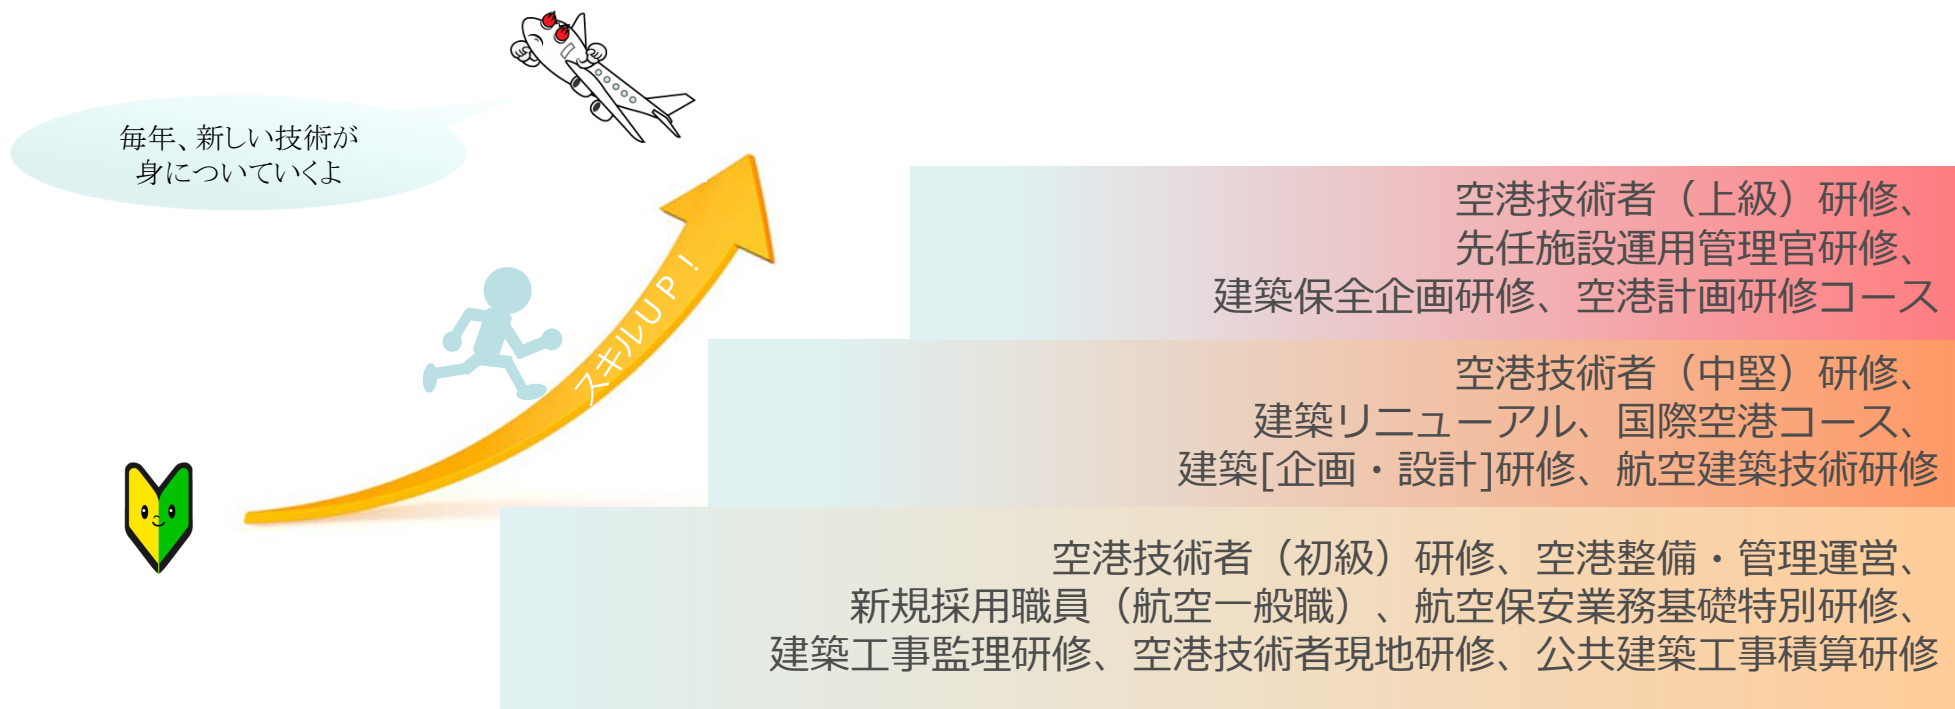 毎年、新しい技術が
身についていくよ
スキルUP！
空港技術者（上級）研修、
先任施設運用管理官研修、
建築保全企画研修、空港計画研修コース
空港技術者（中堅）研修、
建築リニューアル、国際空港コース、
建築[企画・設計]研修、航空建築技術研修
空港技術者（初級）研修、空港整備・管理運営、
新規採用職員（航空一般職）、航空保安業務基礎特別研修、
建築工事監理研修、空港技術者現地研修、公共建築工事積算研修